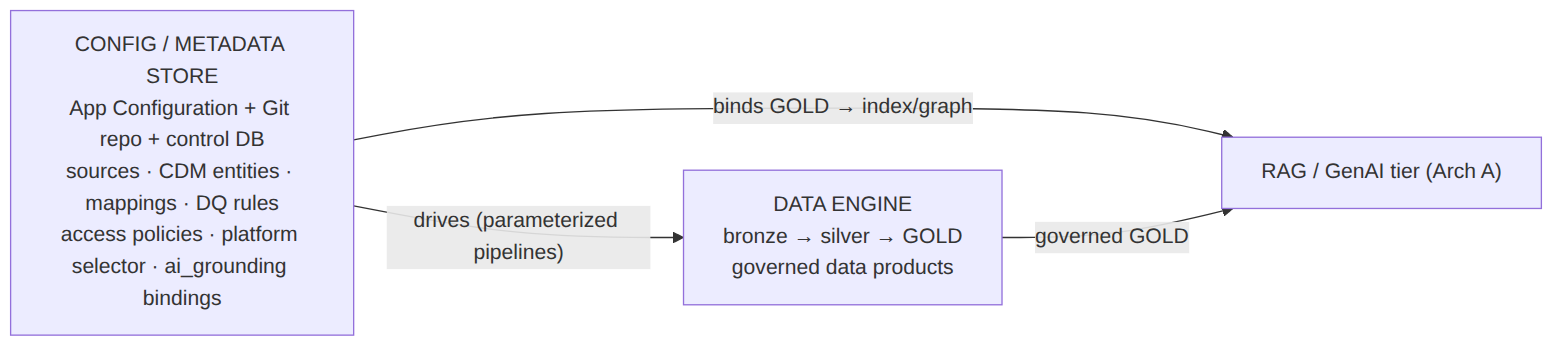 CONFIG / METADATA
STORE
App Configuration + Git
repo + control DB
sources · CDM entities ·
mappings · DQ rules
access policies · platform
selector · ai_grounding
bindings
binds GOLD → index/graph
drives (parameterized
pipelines)
DATA ENGINE
bronze → silver → GOLD
governed data products
governed GOLD
RAG / GenAI tier (Arch A)